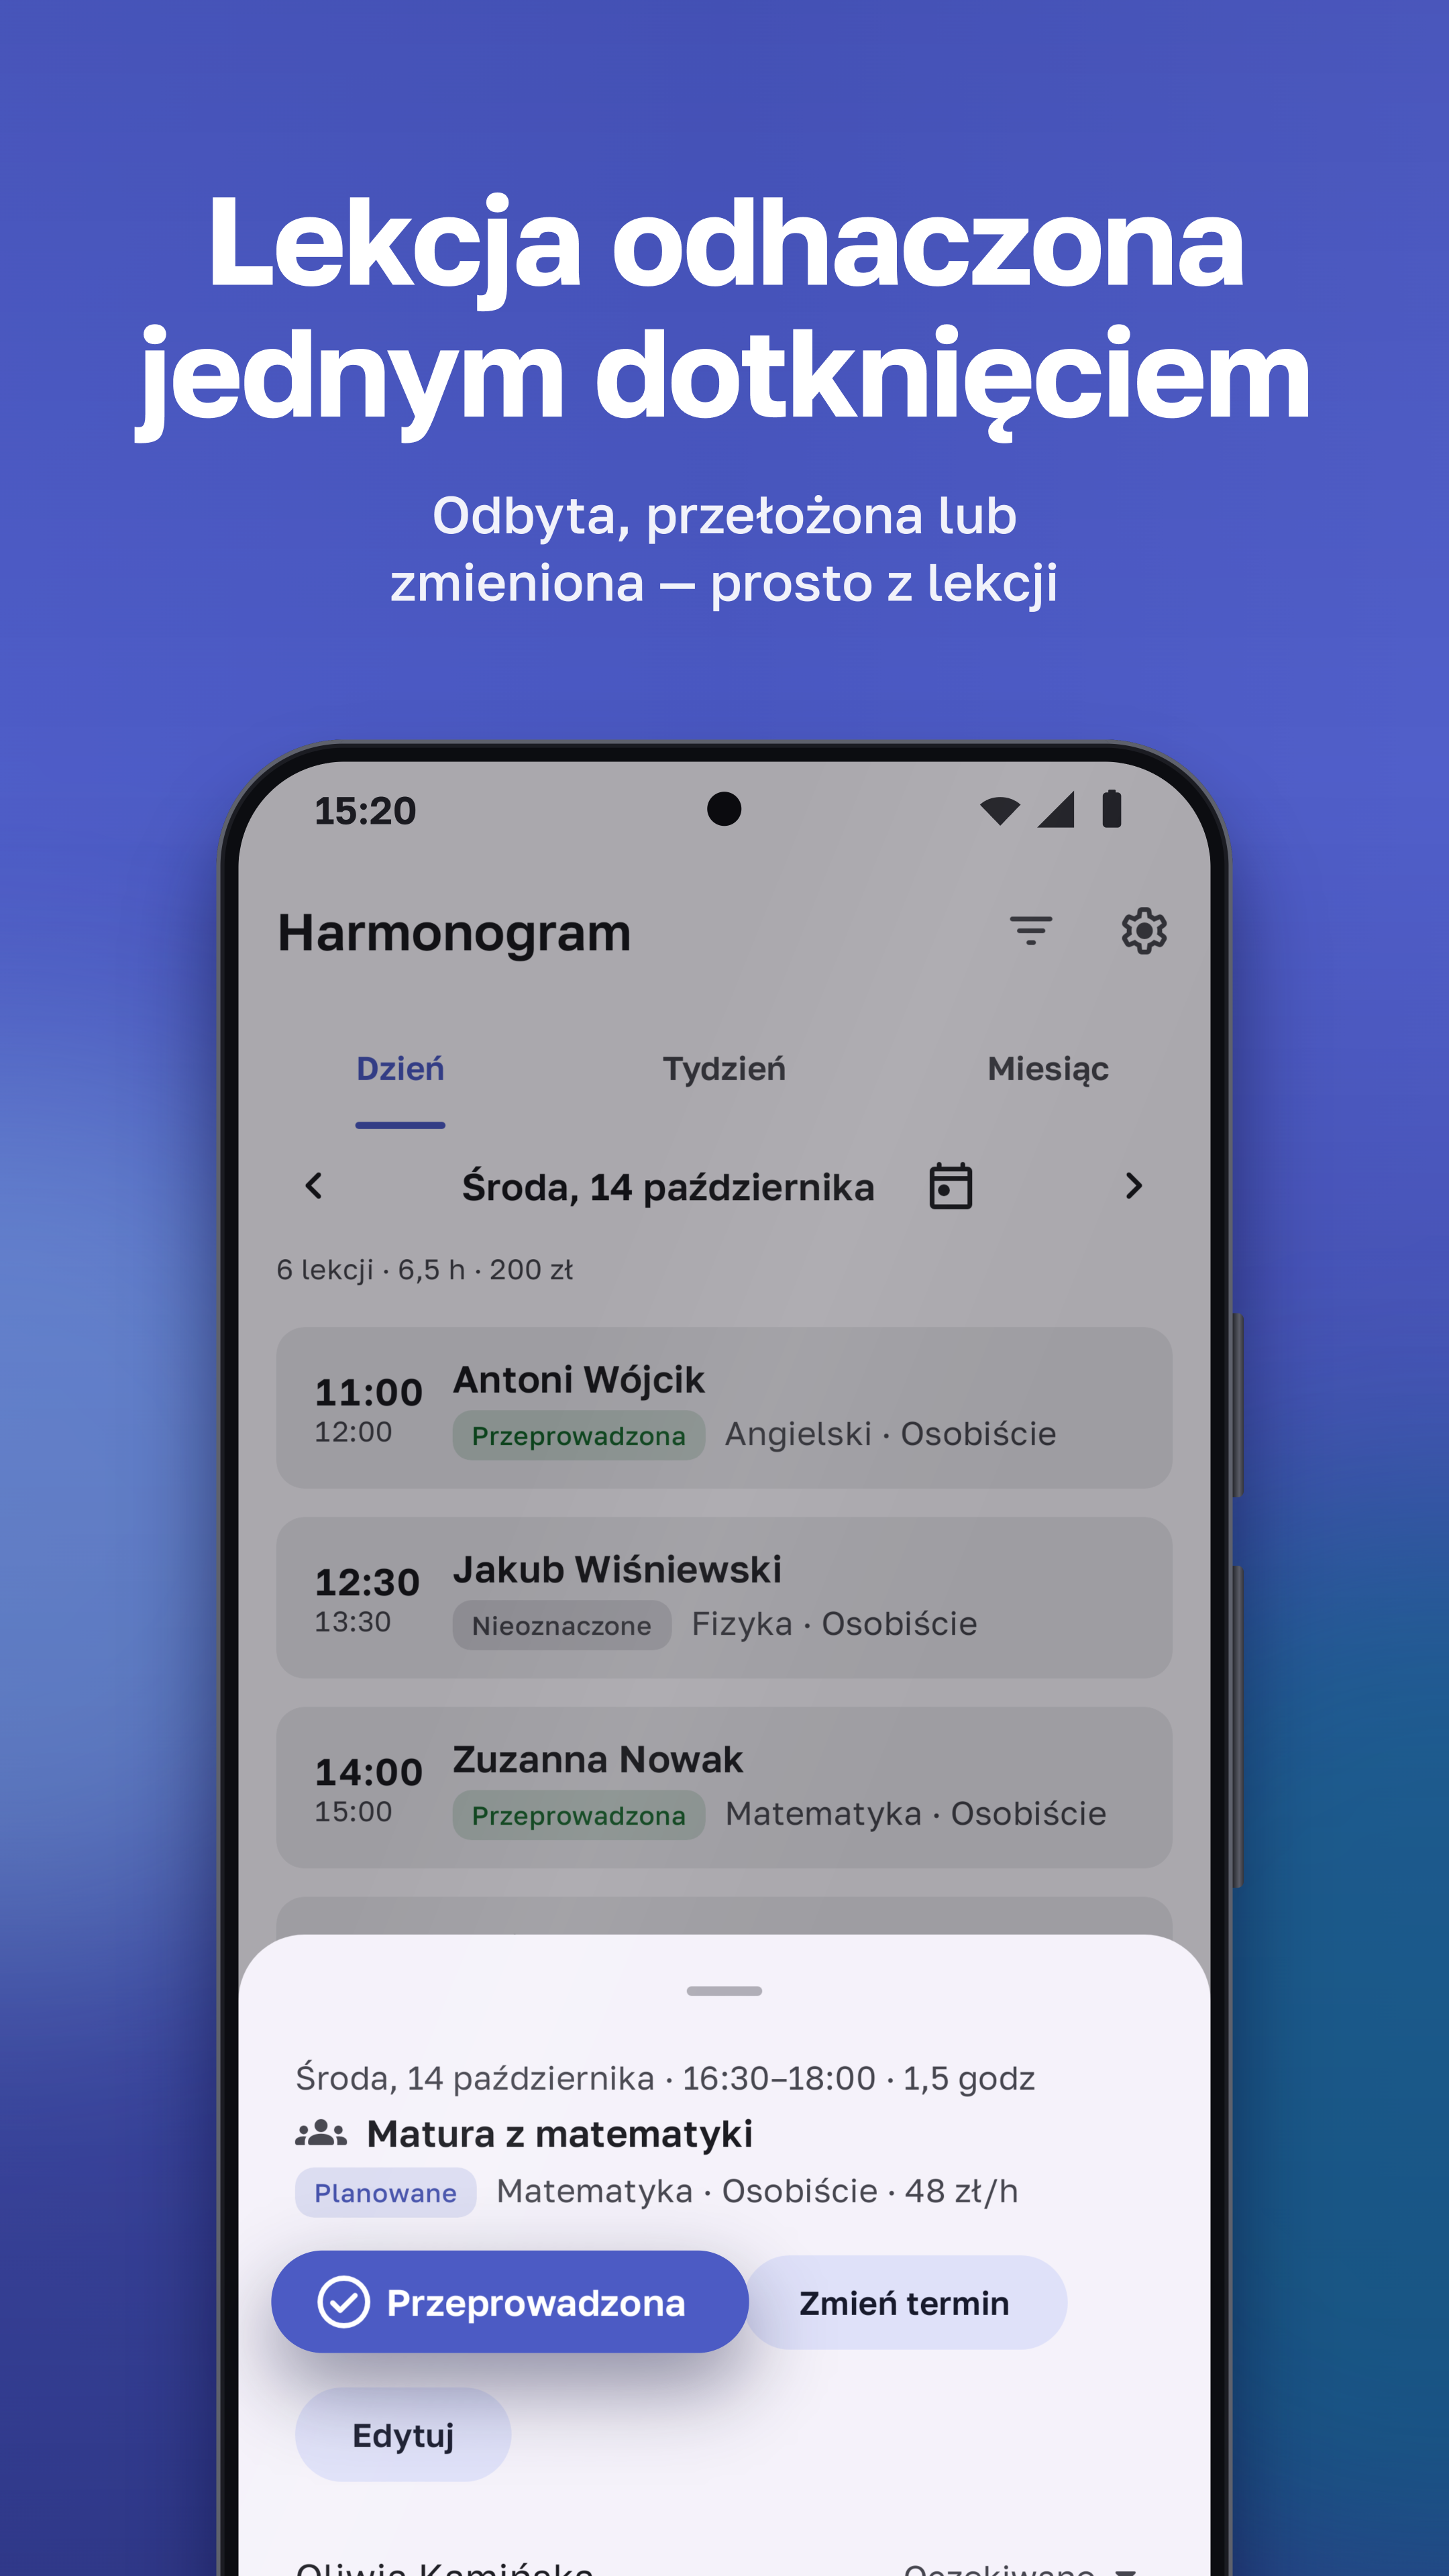 Lekcja odhaczona
jednym dotknięciem
Odbyta, przełożona lub
zmieniona — prosto z lekcji
15:20
Harmonogram
Dzień
Tydzień
Miesiąc
Środa, 14 października
6 lekcji · 6,5 h · 200 zł
11:00
12:00
Antoni Wójcik
Przeprowadzona
Angielski · Osobiście
12:30
13:30
Jakub Wiśniewski
Nieoznaczone
Fizyka · Osobiście
14:00
15:00
Zuzanna Nowak
Przeprowadzona
Matematyka · Osobiście
Środa, 14 października · 16:30–18:00 · 1,5 godz
Matura z matematyki
Planowane
Matematyka · Osobiście · 48 zł/h
Przeprowadzona
Zmień termin
Edytuj
Oliwia Kamińska
Oczekiwane